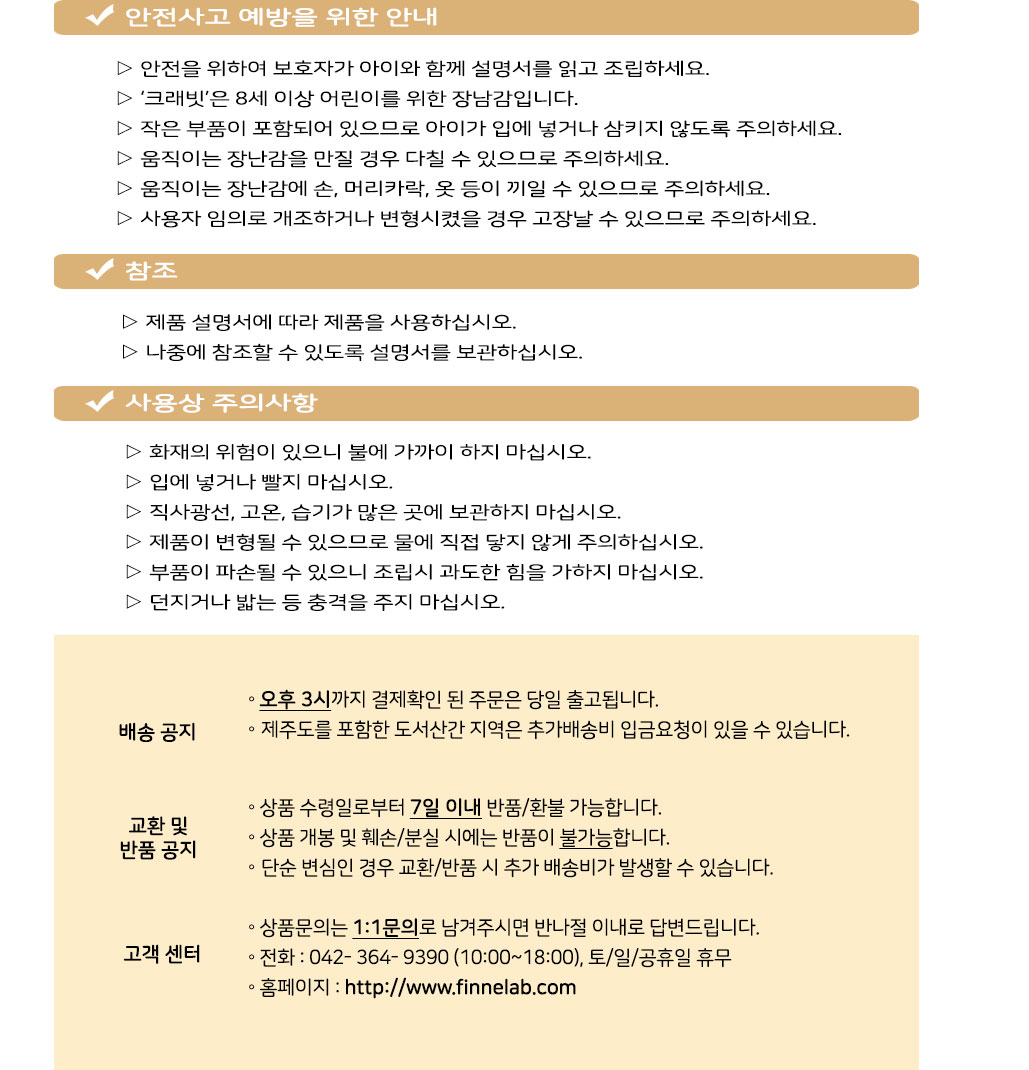 안전사고 예방을 위한 안내
▷ 안전을 위하여 보호자가 아이와 함께 설명서를 읽고 조립하세요.
▷ ‘크래빗’은 8세 이상 어린이를 위한 장남감입니다.
▷ 작은 부품이 포함되어 있으므로 아이가 입에 넣거나 삼키지 않도록 주의하세요.
▷ 움직이는 장난감을 만질 경우 다칠 수 있으므로 주의하세요.
▷ 움직이는 장난감에 손, 머리카락, 옷 등이 끼일 수 있으므로 주의하세요.
▷ 사용자 임의로 개조하거나 변형시켰을 경우 고장날 수 있으므로 주의하세요.
참조
▷ 제품 설명서에 따라 제품을 사용하십시오.
▷ 나중에 참조할 수 있도록 설명서를 보관하십시오.
사용상 주의사항
▷ 화재의 위험이 있으니 불에 가까이 하지 마십시오.
▷ 입에 넣거나 빨지 마십시오.
▷ 직사광선, 고온, 습기가 많은 곳에 보관하지 마십시오.
▷ 제품이 변형될 수 있으므로 물에 직접 닿지 않게 주의하십시오.
▷ 부품이 파손될 수 있으니 조립시 과도한 힘을 가하지 마십시오.
▷ 던지거나 밟는 등 충격을 주지 마십시오.
배송 공지
◦ 오후 3시까지 결제확인 된 주문은 당일 출고됩니다.
◦ 제주도를 포함한 도서산간 지역은 추가배송비 입금요청이 있을 수 있습니다.
교환 및
반품 공지
◦ 상품 수령일로부터 7일 이내 반품/환불 가능합니다.
◦ 상품 개봉 및 훼손/분실 시에는 반품이 불가능합니다.
◦ 단순 변심인 경우 교환/반품 시 추가 배송비가 발생할 수 있습니다.
고객 센터
◦ 상품문의는 1:1문의로 남겨주시면 반나절 이내로 답변드립니다.
◦ 전화 : 042- 364- 9390 (10:00~18:00), 토/일/공휴일 휴무
◦ 홈페이지 : http://www.finnelab.com